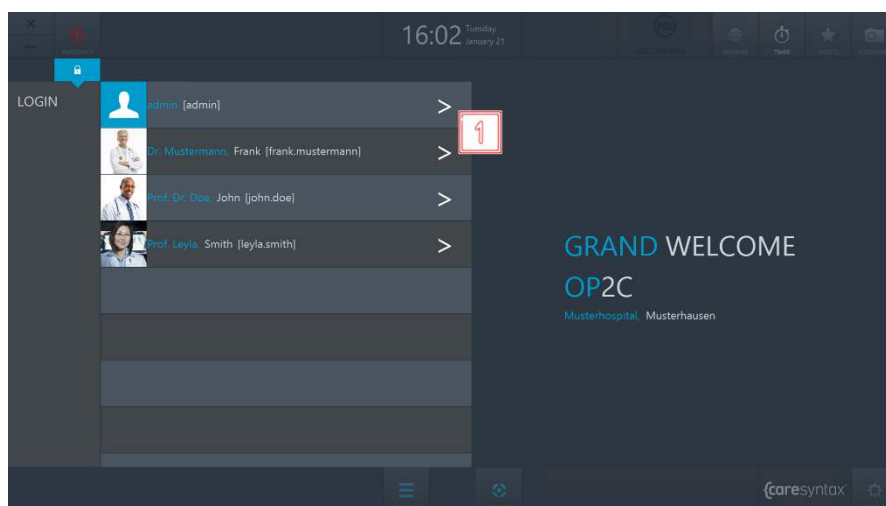 16:02 Tuesday
January 21
TIMER
LOGIN
admin [admin]
Dr. Mustermann, Frank [frank.mustermann]
Prof. Dr. Doe, John [john.doe]
Prof. Leyla, Smith [leyla.smith]
1
GRAND WELCOME
OP2C
Musterhospital, Musterhausen
{caresyntax